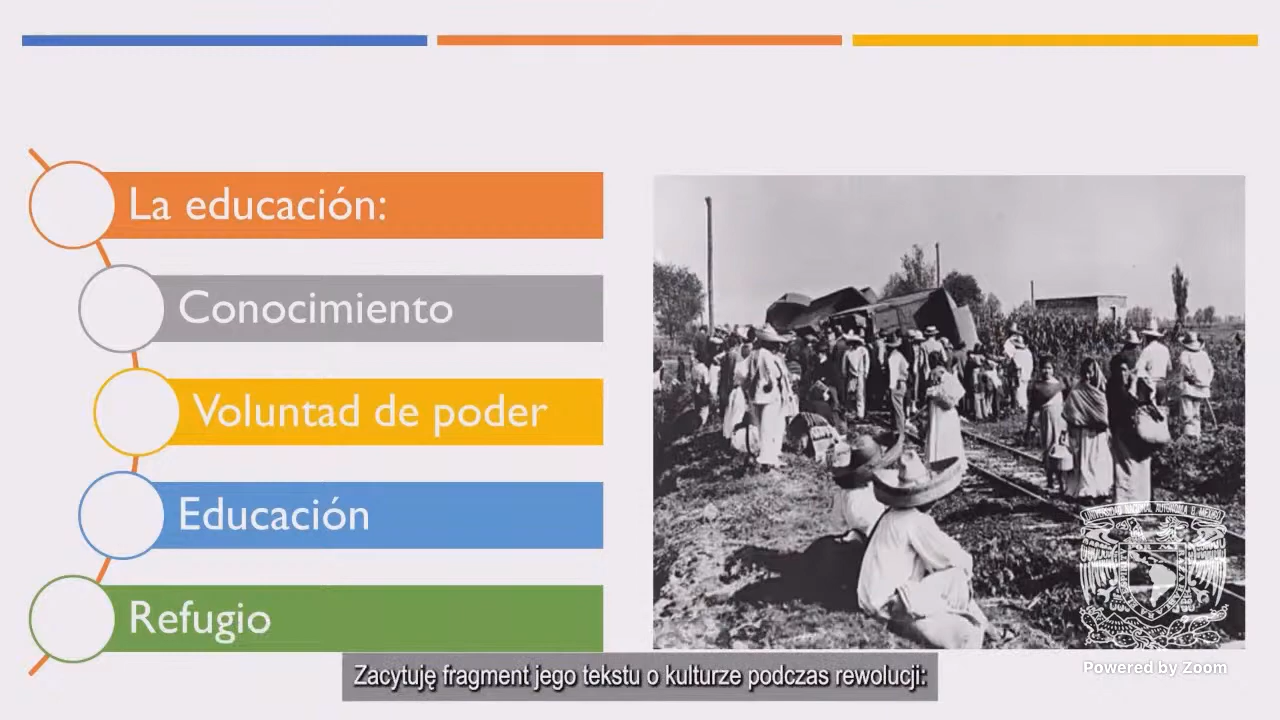 La educación:
Conocimiento
Voluntad de poder
Educación
Refugio
Zacytuję fragment jego tekstu o kulturze podczas rewolucji:
Powered by Zoom